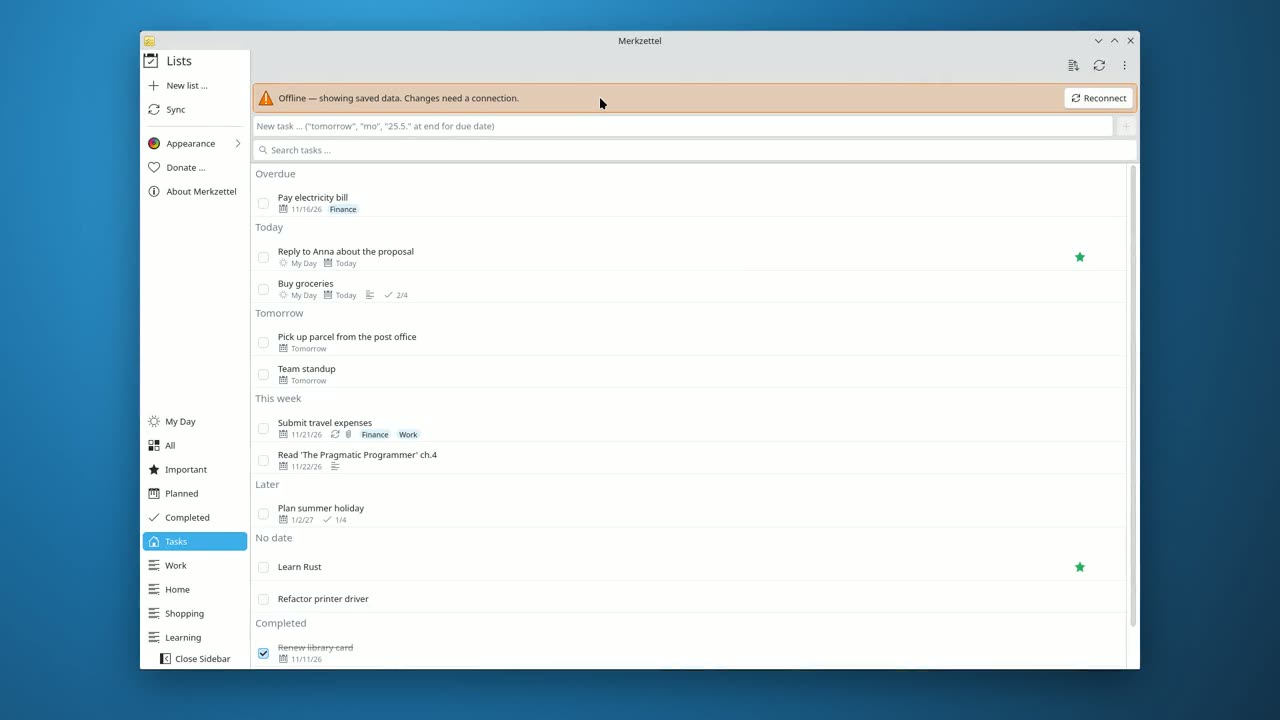 Merkzettel
Lists
New list ...
Sync
Appearance
Donate ...
About Merkzettel
My Day
All
Important
Planned
Completed
Tasks
Work
Home
Shopping
Learning
Close Sidebar
Offline — showing saved data. Changes need a connection.
Reconnect
New task ... ("tomorrow", "mo", "25.5." at end for due date)
Search tasks ...
Overdue
Pay electricity bill
11/16/26 Finance
Today
Reply to Anna about the proposal
My Day Today
Buy groceries
My Day Today 2/4
Tomorrow
Pick up parcel from the post office
Tomorrow
Team standup
Tomorrow
This week
Submit travel expenses
11/21/26 Finance Work
Read 'The Pragmatic Programmer' ch.4
11/22/26
Later
Plan summer holiday
1/2/27 1/4
No date
Learn Rust
Refactor printer driver
Completed
Renew library card
11/11/26